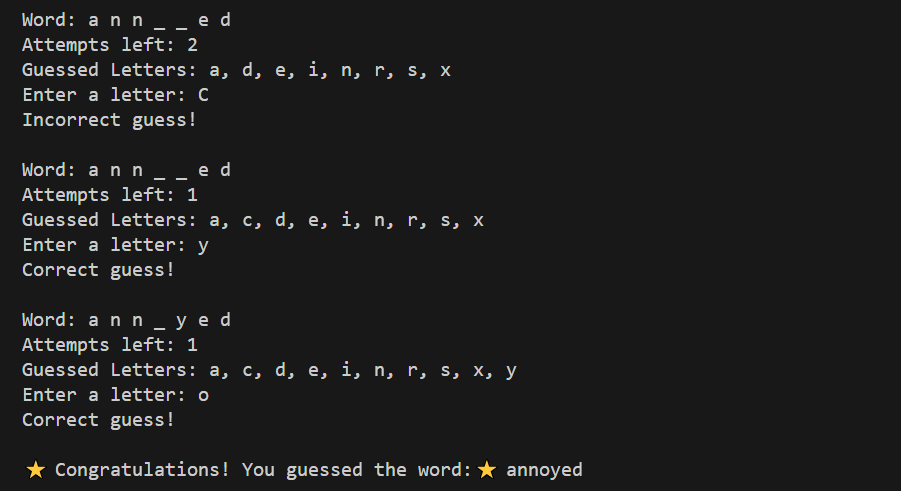 Word: a n n _ _ e d
Attempts left: 2
Guessed Letters: a, d, e, i, n, r, s, x
Enter a letter: C
Incorrect guess!

Word: a n n _ _ e d
Attempts left: 1
Guessed Letters: a, c, d, e, i, n, r, s, x
Enter a letter: y
Correct guess!

Word: a n n _ y e d
Attempts left: 1
Guessed Letters: a, c, d, e, i, n, r, s, x, y
Enter a letter: o
Correct guess!

⭐ Congratulations! You guessed the word:⭐ annoyed